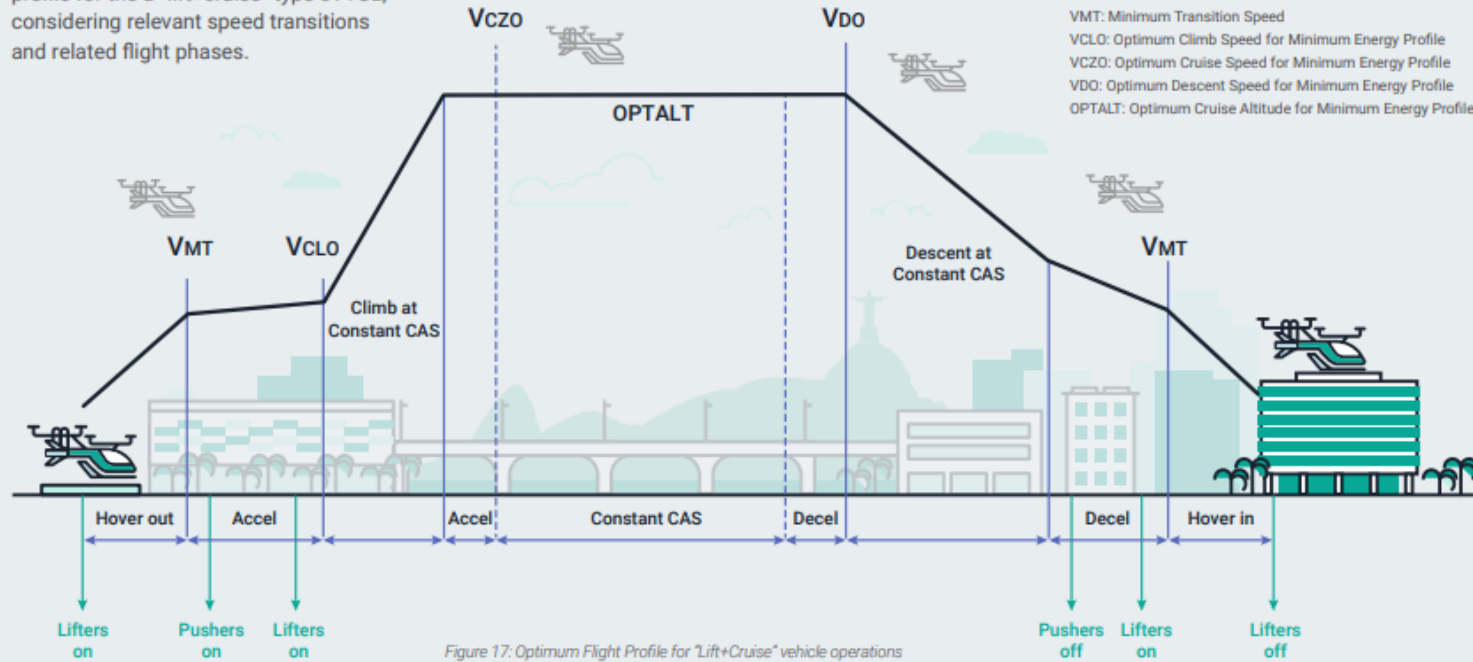 considering relevant speed transitions
and related flight phases.
VCZO
VDO
VMT: Minimum Transition Speed
VCLO: Optimum Climb Speed for Minimum Energy Profile
VCZO: Optimum Cruise Speed for Minimum Energy Profile
VDO: Optimum Descent Speed for Minimum Energy Profile
OPTALT: Optimum Cruise Altitude for Minimum Energy Profile
OPTALT
VMT
VCLO
Climb at
Constant CAS
Descent at
Constant CAS
VMT
Hover out
Accel
Accel
Constant CAS
Decel
Decel
Hover in
Lifters
on
Pushers
on
Lifters
on
Pushers
off
Lifters
on
Lifters
off
Figure 17: Optimum Flight Profile for "Lift+Cruise" vehicle operations